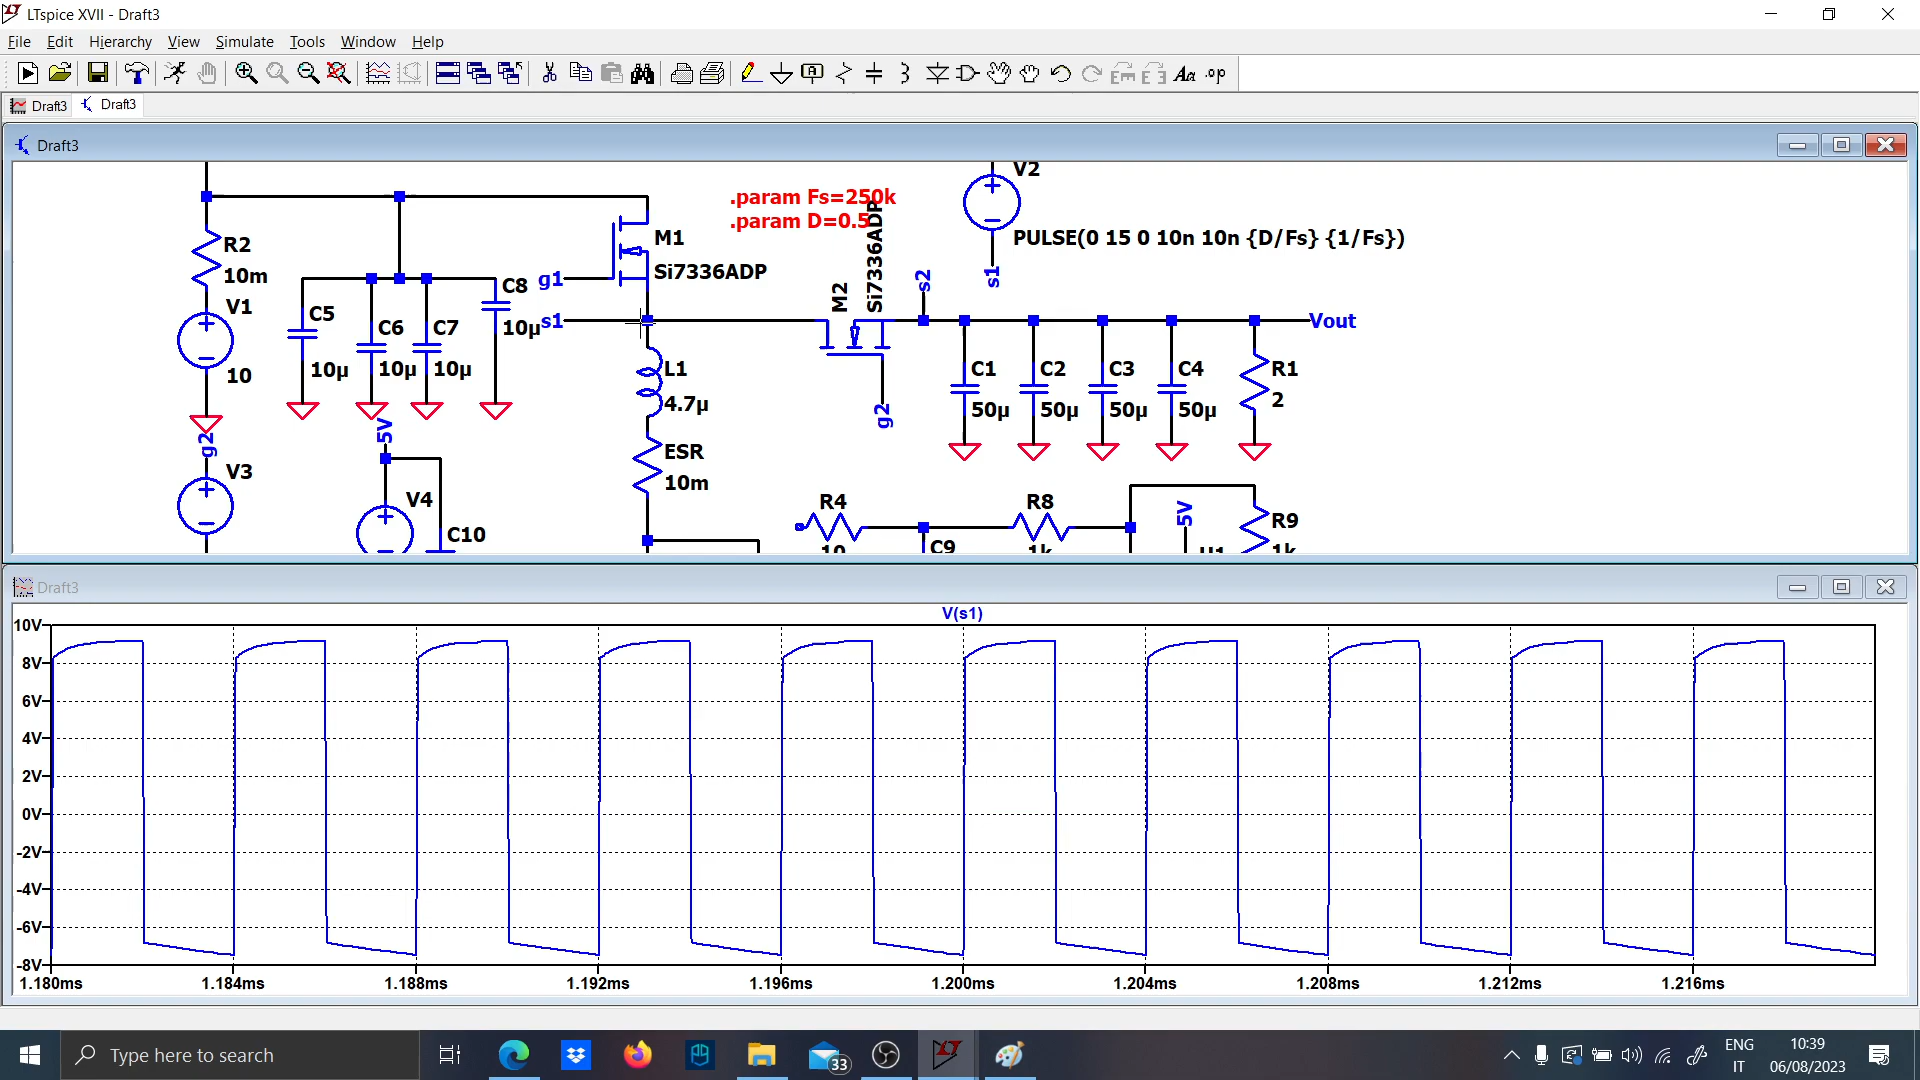 LTspice XVII - Draft3
File Edit Hierarchy View Simulate Tools Window Help
Draft3 Draft3
Draft3
V2
.param Fs=250k
.param D=0.5
PULSE(0 15 0 10n 10n {D/Fs} {1/Fs})
s1
R2
10m
V1
10
C5
10µ
C6
10µ
C7
10µ
C8
10µ
g1
s1
M1
Si7336ADP
M2
Si7336ADP
g2
s2
Vout
C1
50µ
C2
50µ
C3
50µ
C4
50µ
R1
2
L1
4.7µ
ESR
10m
g2
V3
5V
V4
C10
R4
10
C9
R8
1k
5V
U1
R9
1k
Draft3
V(s1)
10V
8V
6V
4V
2V
0V
-2V
-4V
-6V
-8V
1.180ms 1.184ms 1.188ms 1.192ms 1.196ms 1.200ms 1.204ms 1.208ms 1.212ms 1.216ms
Type here to search
33
ENG
IT
10:39
06/08/2023